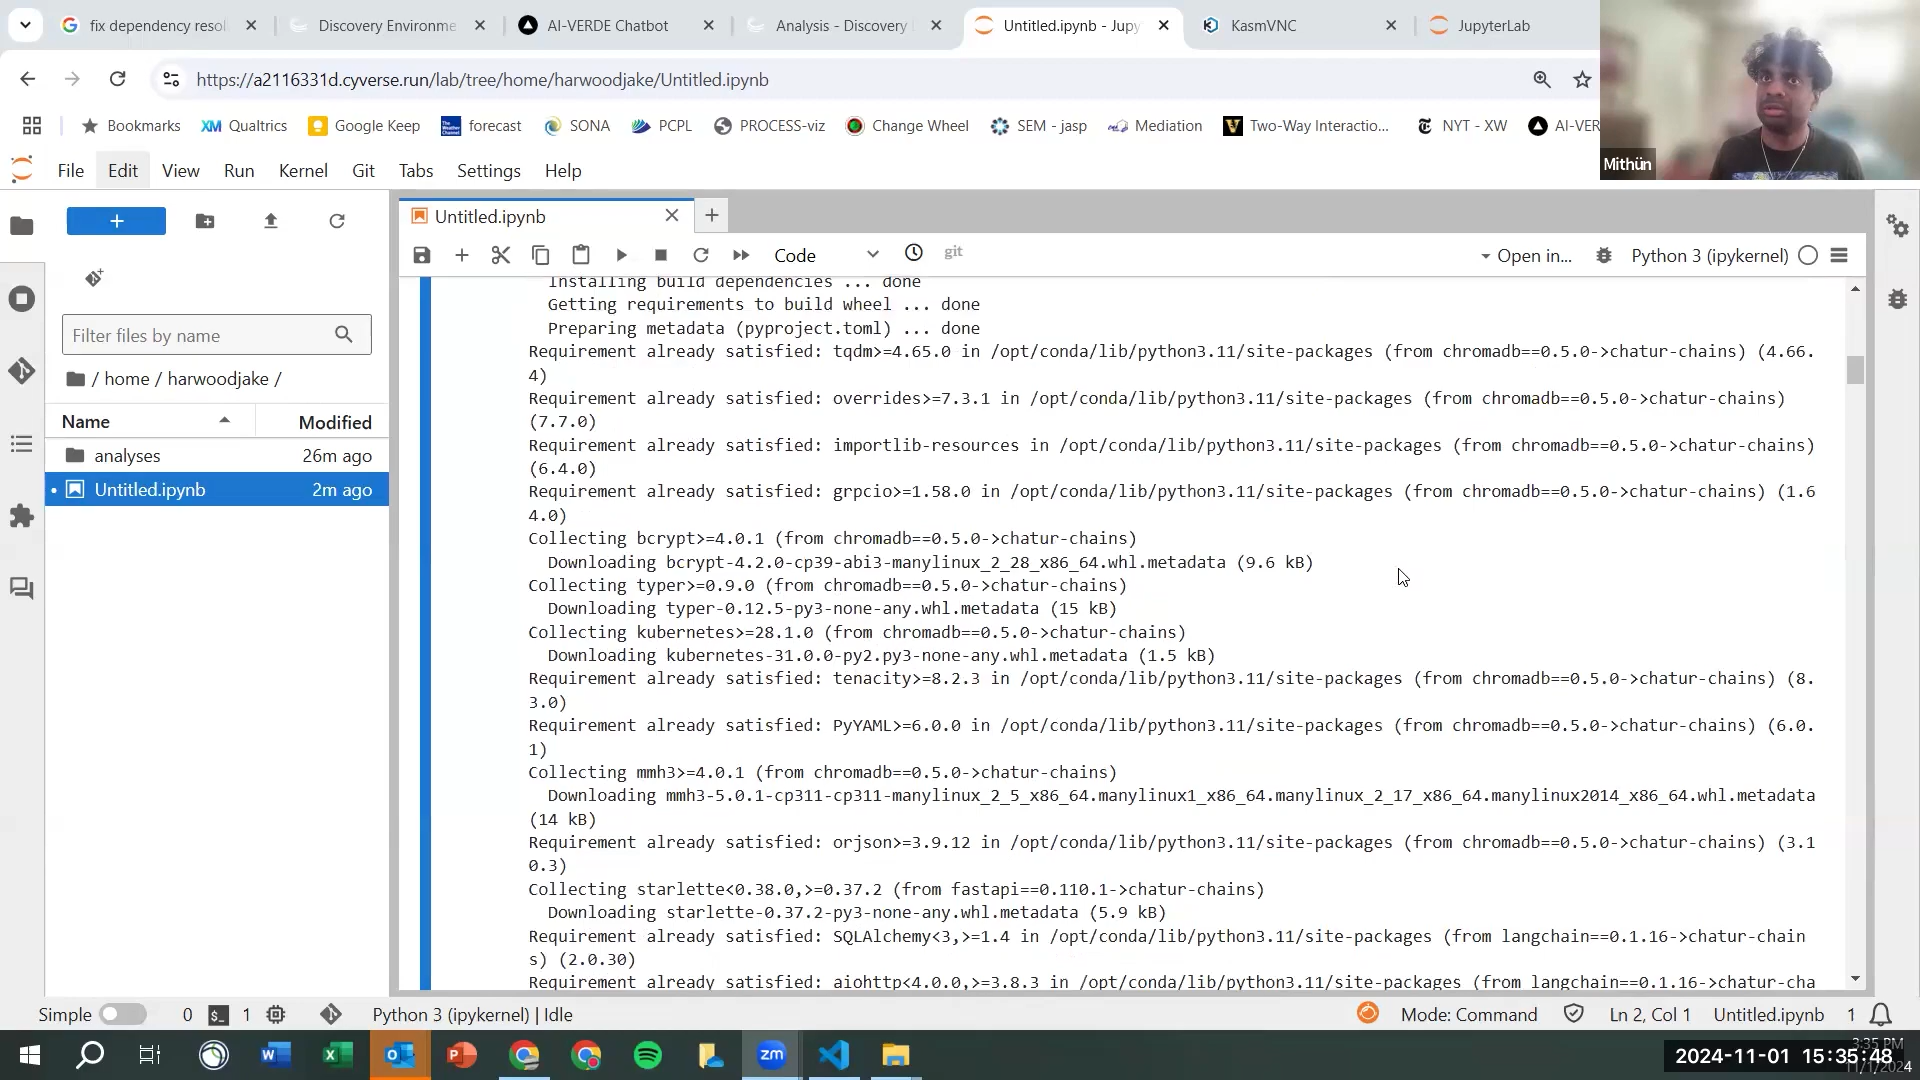 fix dependency resol
Discovery Environme
AI-VERDE Chatbot
Analysis - Discovery
Untitled.ipynb - Jupy
KasmVNC
JupyterLab
https://a2116331d.cyverse.run/lab/tree/home/harwoodjake/Untitled.ipynb
Bookmarks
XM Qualtrics
Google Keep
forecast
SONA
PCPL
PROCESS-viz
Change Wheel
SEM - jasp
Mediation
Two-Way Interactio...
NYT - XW
AI-VER
Mithün
File Edit View Run Kernel Git Tabs Settings Help
Untitled.ipynb
Code
git
Open in...
Python 3 (ipykernel)
Filter files by name
/ home / harwoodjake /
Name Modified
analyses 26m ago
Untitled.ipynb 2m ago
Installing build dependencies ... done
Getting requirements to build wheel ... done
Preparing metadata (pyproject.toml) ... done
Requirement already satisfied: tqdm>=4.65.0 in /opt/conda/lib/python3.11/site-packages (from chromadb==0.5.0->chatur-chains) (4.66.
4)
Requirement already satisfied: overrides>=7.3.1 in /opt/conda/lib/python3.11/site-packages (from chromadb==0.5.0->chatur-chains)
(7.7.0)
Requirement already satisfied: importlib-resources in /opt/conda/lib/python3.11/site-packages (from chromadb==0.5.0->chatur-chains)
(6.4.0)
Requirement already satisfied: grpcio>=1.58.0 in /opt/conda/lib/python3.11/site-packages (from chromadb==0.5.0->chatur-chains) (1.6
4.0)
Collecting bcrypt>=4.0.1 (from chromadb==0.5.0->chatur-chains)
Downloading bcrypt-4.2.0-cp39-abi3-manylinux_2_28_x86_64.whl.metadata (9.6 kB)
Collecting typer>=0.9.0 (from chromadb==0.5.0->chatur-chains)
Downloading typer-0.12.5-py3-none-any.whl.metadata (15 kB)
Collecting kubernetes>=28.1.0 (from chromadb==0.5.0->chatur-chains)
Downloading kubernetes-31.0.0-py2.py3-none-any.whl.metadata (1.5 kB)
Requirement already satisfied: tenacity>=8.2.3 in /opt/conda/lib/python3.11/site-packages (from chromadb==0.5.0->chatur-chains) (8.
3.0)
Requirement already satisfied: PyYAML>=6.0.0 in /opt/conda/lib/python3.11/site-packages (from chromadb==0.5.0->chatur-chains) (6.0.
1)
Collecting mmh3>=4.0.1 (from chromadb==0.5.0->chatur-chains)
Downloading mmh3-5.0.1-cp311-cp311-manylinux_2_5_x86_64.manylinux1_x86_64.manylinux_2_17_x86_64.manylinux2014_x86_64.whl.metadata
(14 kB)
Requirement already satisfied: orjson>=3.9.12 in /opt/conda/lib/python3.11/site-packages (from chromadb==0.5.0->chatur-chains) (3.1
0.3)
Collecting starlette<0.38.0,>=0.37.2 (from fastapi==0.110.1->chatur-chains)
Downloading starlette-0.37.2-py3-none-any.whl.metadata (5.9 kB)
Requirement already satisfied: SQLAlchemy<3,>=1.4 in /opt/conda/lib/python3.11/site-packages (from langchain==0.1.16->chatur-chain
s) (2.0.30)
Requirement already satisfied: aiohttp<4.0.0,>=3.8.3 in /opt/conda/lib/python3.11/site-packages (from langchain==0.1.16->chatur-cha
Simple 0 1 Python 3 (ipykernel) | Idle
Mode: Command Ln 2, Col 1 Untitled.ipynb 1
zm
3:35 PM
2024-11-01 15:35:48
11/1/2024